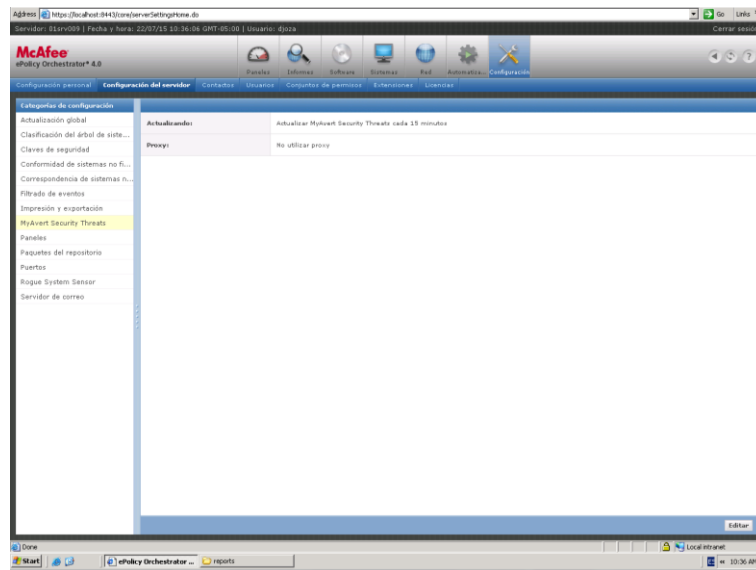 Address https://localhost:8443/core/serverSettingsHome.do Go Links
Servidor: 01srv009 | Fecha y hora: 22/07/15 10:36:06 GMT-05:00 | Usuario: djoza Cerrar sesión
McAfee
ePolicy Orchestrator® 4.0
Paneles Informes Software Sistemas Red Automatiza... Configuración
Configuración personal Configuración del servidor Contactos Usuarios Conjuntos de permisos Extensiones Licencias
Categorías de configuración
Actualización global
Clasificación del árbol de siste...
Claves de seguridad
Conformidad de sistemas no fi...
Correspondencia de sistemas n...
Filtrado de eventos
Impresión y exportación
MyAvert Security Threats
Paneles
Paquetes del repositorio
Puertos
Rogue System Sensor
Servidor de correo
Actualizando: Actualizar MyAvert Security Threats cada 15 minutos
Proxy: No utilizar proxy
Editar
Done Local intranet
Start ePolicy Orchestrator ... reports 10:36 AM